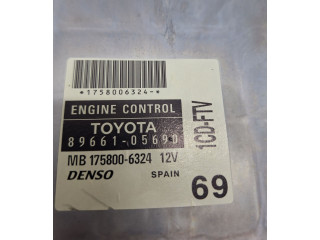 *1758006324-*
ENGINE CONTROL
TOYOTA
89661-05690
MB 175800-6324 12V
DENSO SPAIN
1CD-FTV
69